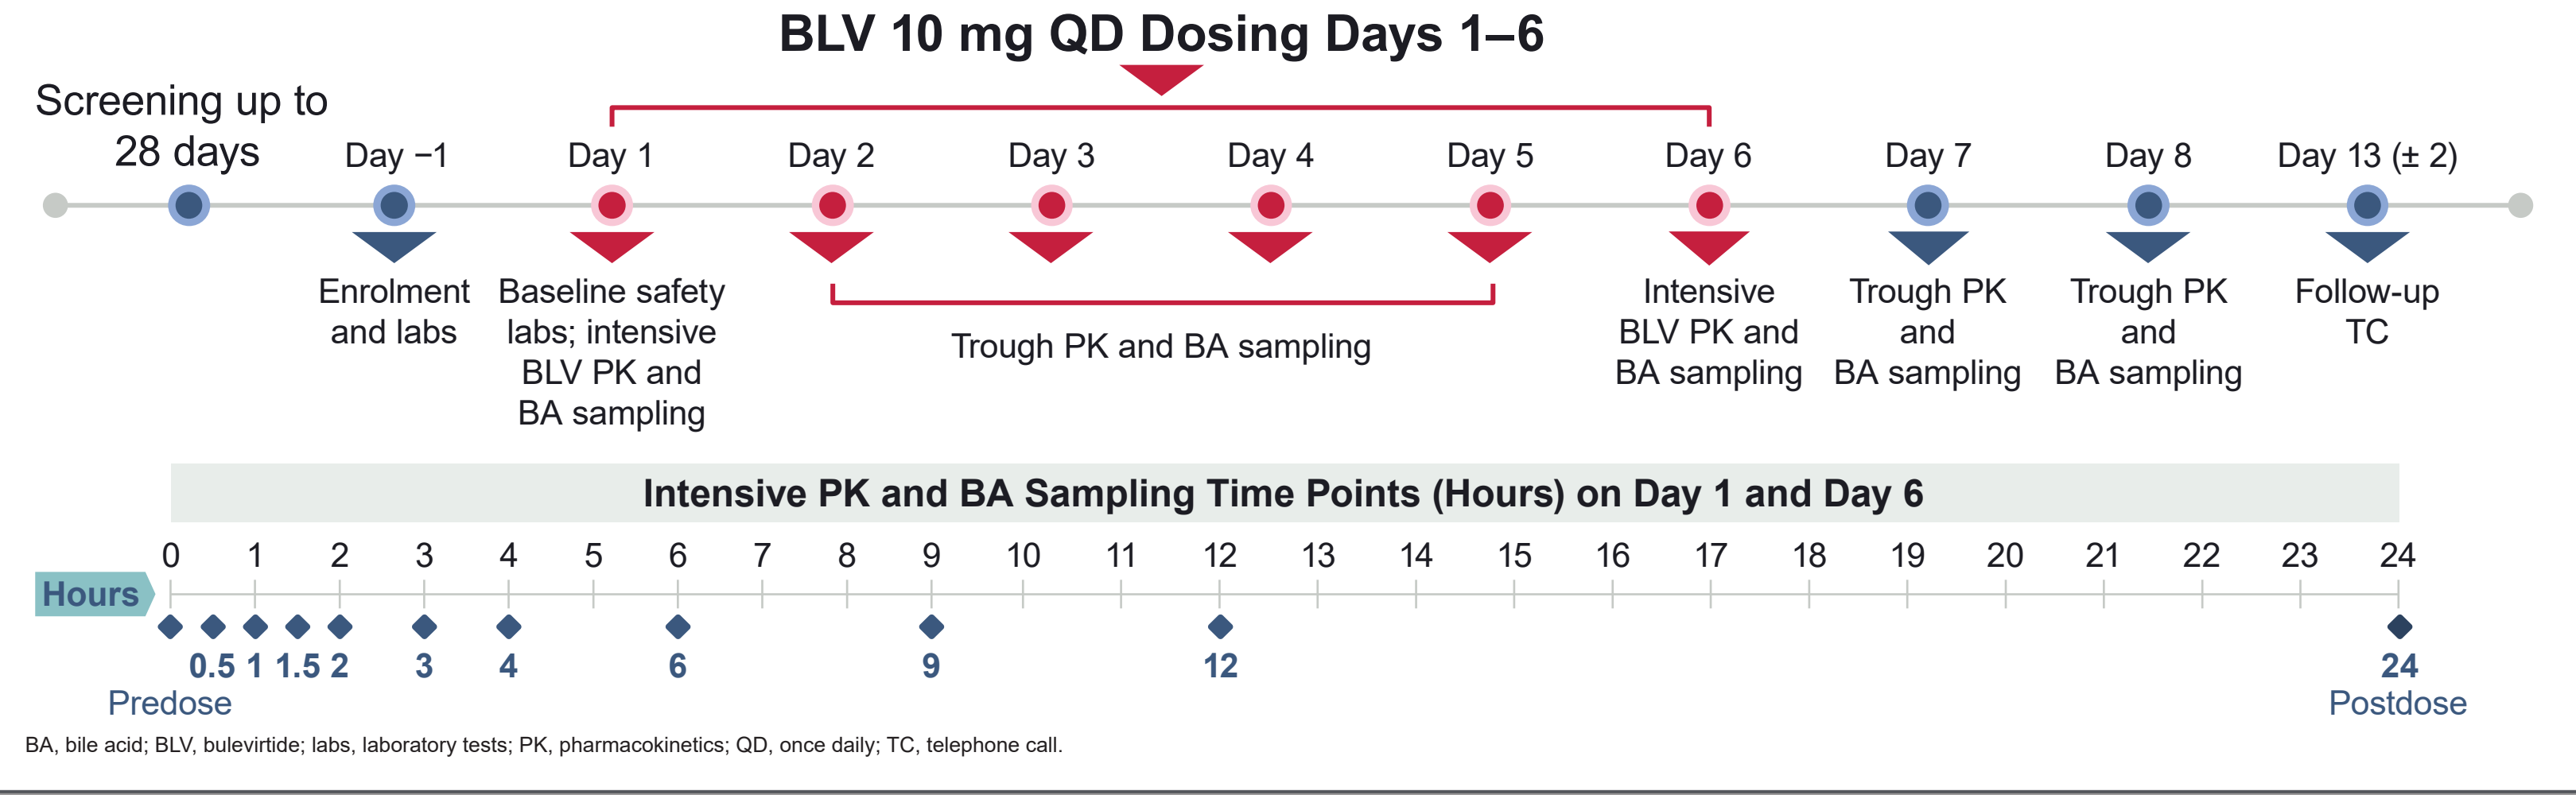 BLV 10 mg QD Dosing Days 1–6
Screening up to
28 days
Day −1
Day 1
Day 2
Day 3
Day 4
Day 5
Day 6
Day 7
Day 8
Day 13 (± 2)
Enrolment
and labs
Baseline safety
labs; intensive
BLV PK and
BA sampling
Trough PK and BA sampling
Intensive
BLV PK and
BA sampling
Trough PK
and
BA sampling
Trough PK
and
BA sampling
Follow-up
TC
Intensive PK and BA Sampling Time Points (Hours) on Day 1 and Day 6
0 1 2 3 4 5 6 7 8 9 10 11 12 13 14 15 16 17 18 19 20 21 22 23 24
Hours
0.5 1 1.5 2 3 4 6 9 12 24
Predose
Postdose
BA, bile acid; BLV, bulevirtide; labs, laboratory tests; PK, pharmacokinetics; QD, once daily; TC, telephone call.